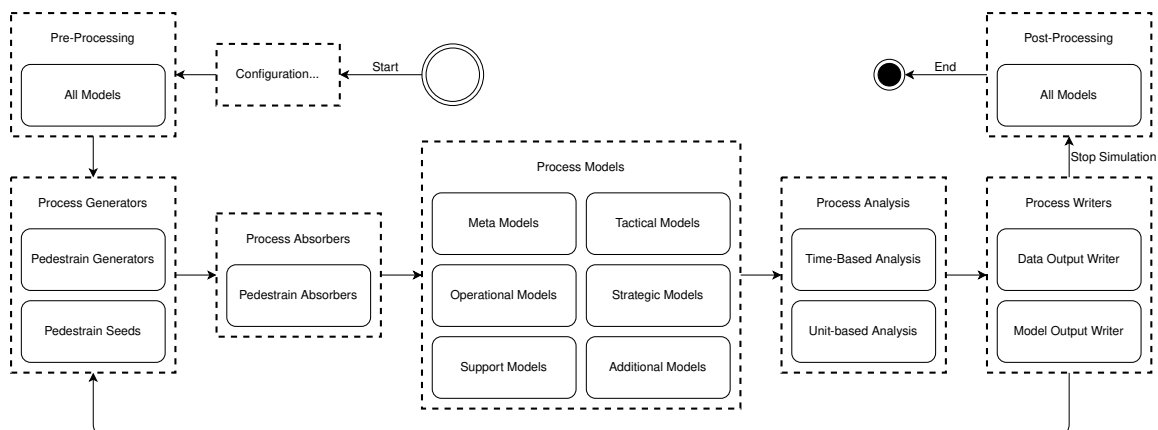 Pre-Processing
All Models
Configuration...
Start
End
Post-Processing
All Models
Stop Simulation
Process Generators
Pedestrain Generators
Pedestrain Seeds
Process Absorbers
Pedestrain Absorbers
Process Models
Meta Models
Tactical Models
Operational Models
Strategic Models
Support Models
Additional Models
Process Analysis
Time-Based Analysis
Unit-based Analysis
Process Writers
Data Output Writer
Model Output Writer